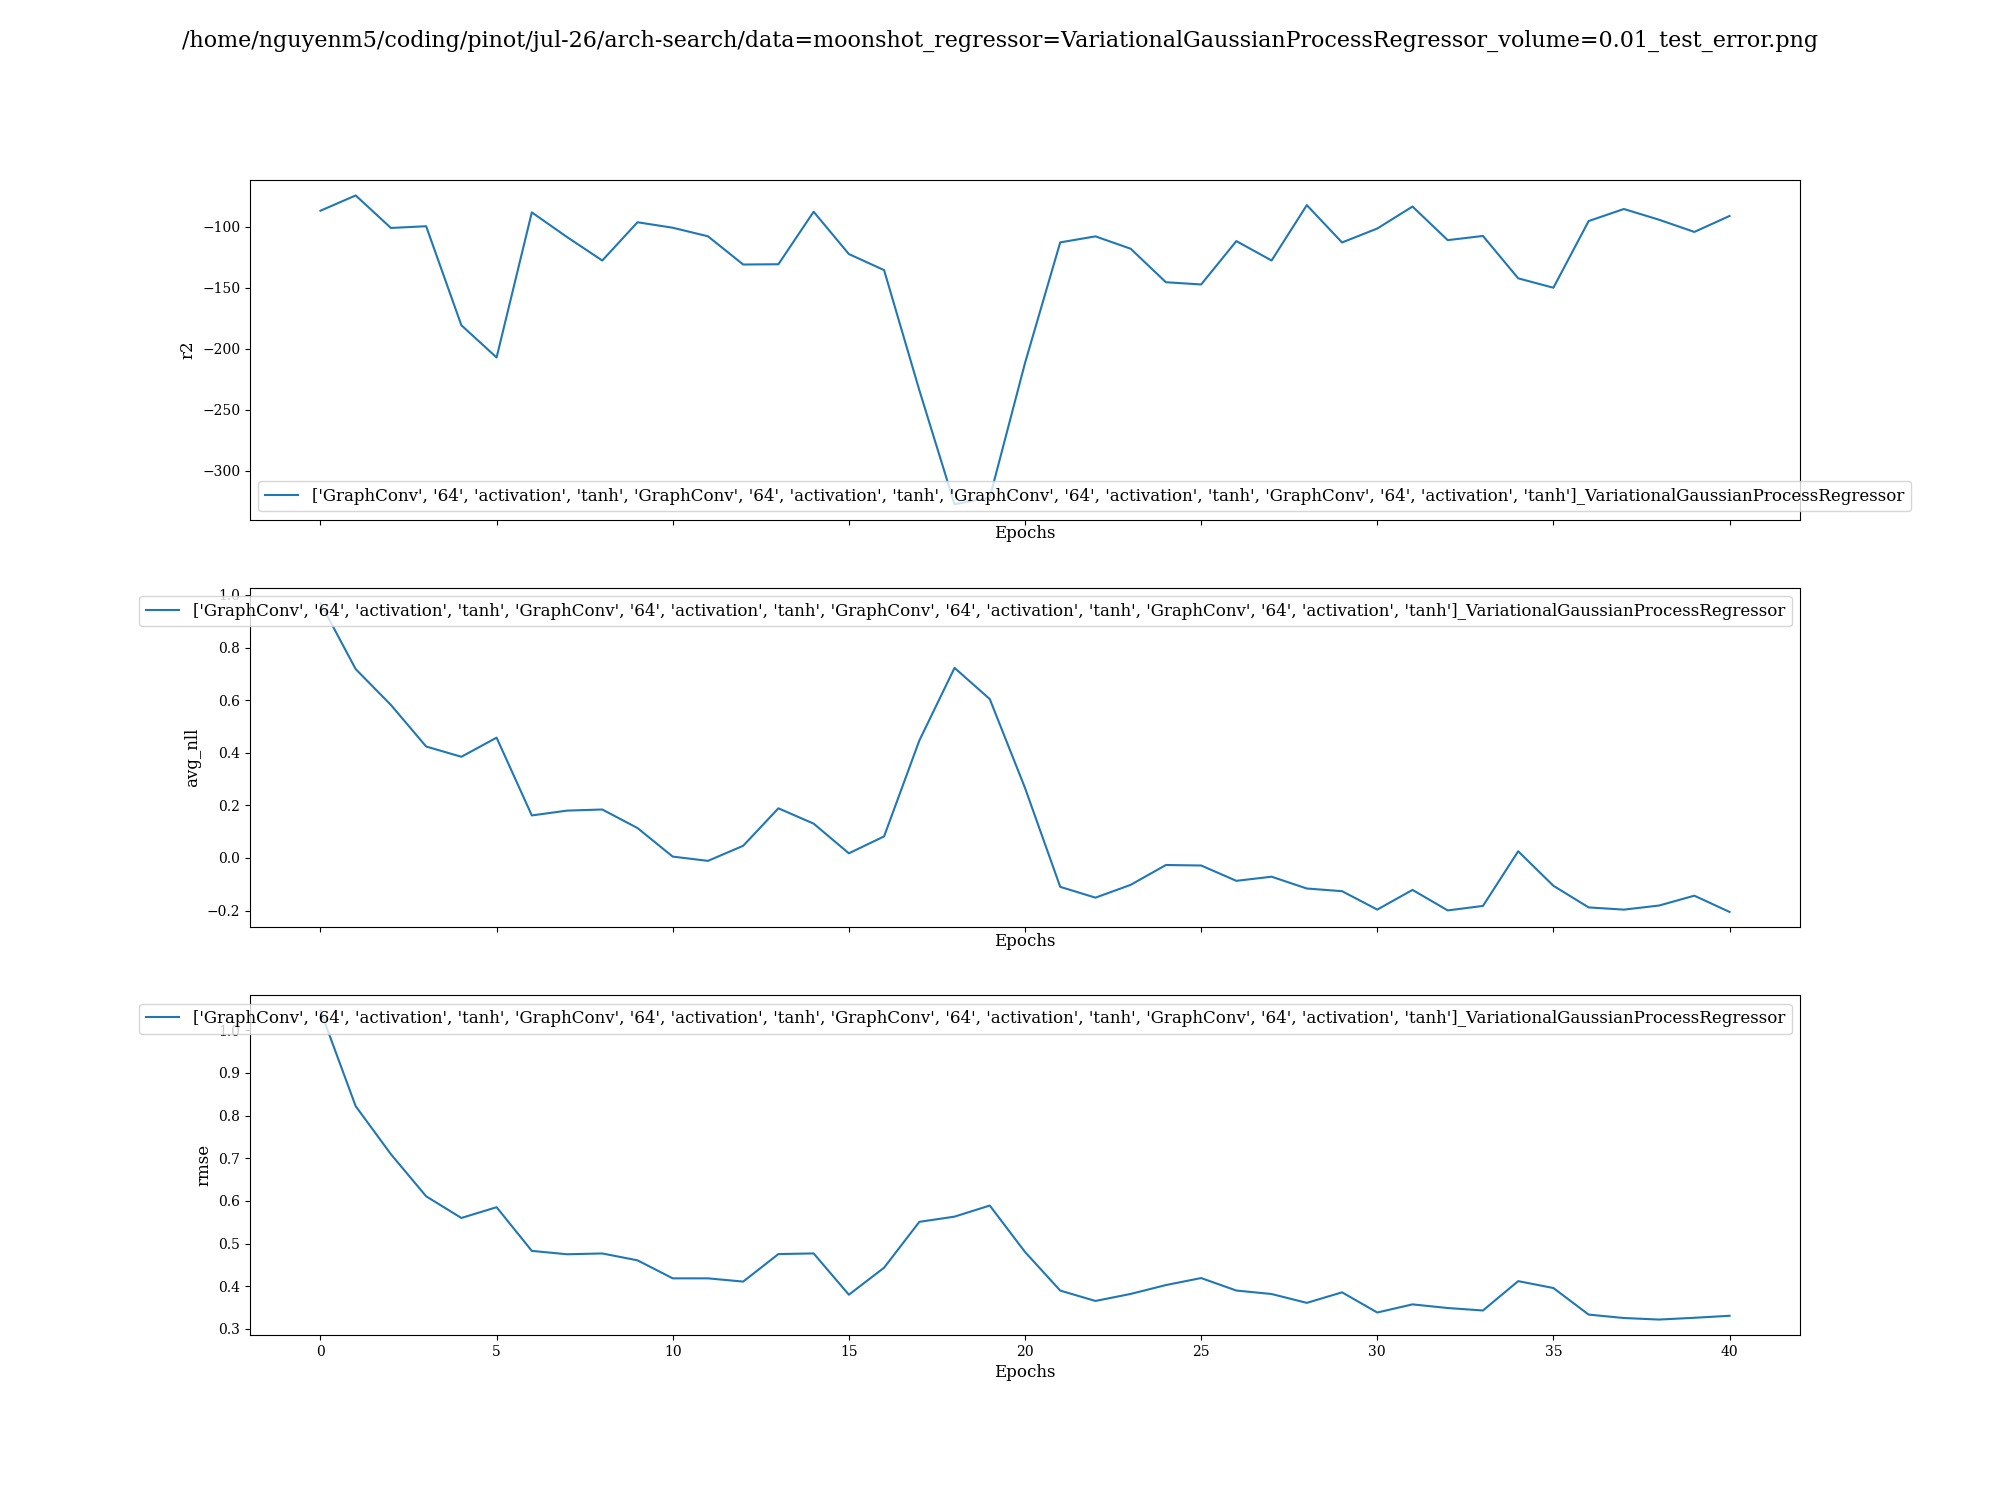 /home/nguyenm5/coding/pinot/jul-26/arch-search/data=moonshot_regressor=VariationalGaussianProcessRegressor_volume=0.01_test_error.png
−100
−150
−200
−250
−300
r2
['GraphConv', '64', 'activation', 'tanh', 'GraphConv', '64', 'activation', 'tanh', 'GraphConv', '64', 'activation', 'tanh', 'GraphConv', '64', 'activation', 'tanh']_VariationalGaussianProcessRegressor
Epochs
1.0
['GraphConv', '64', 'activation', 'tanh', 'GraphConv', '64', 'activation', 'tanh', 'GraphConv', '64', 'activation', 'tanh', 'GraphConv', '64', 'activation', 'tanh']_VariationalGaussianProcessRegressor
0.8
0.6
0.4
0.2
0.0
−0.2
avg_nll
Epochs
['GraphConv', '64', 'activation', 'tanh', 'GraphConv', '64', 'activation', 'tanh', 'GraphConv', '64', 'activation', 'tanh', 'GraphConv', '64', 'activation', 'tanh']_VariationalGaussianProcessRegressor
1.0
0.9
0.8
0.7
0.6
0.5
0.4
0.3
rmse
0 5 10 15 20 25 30 35 40
Epochs